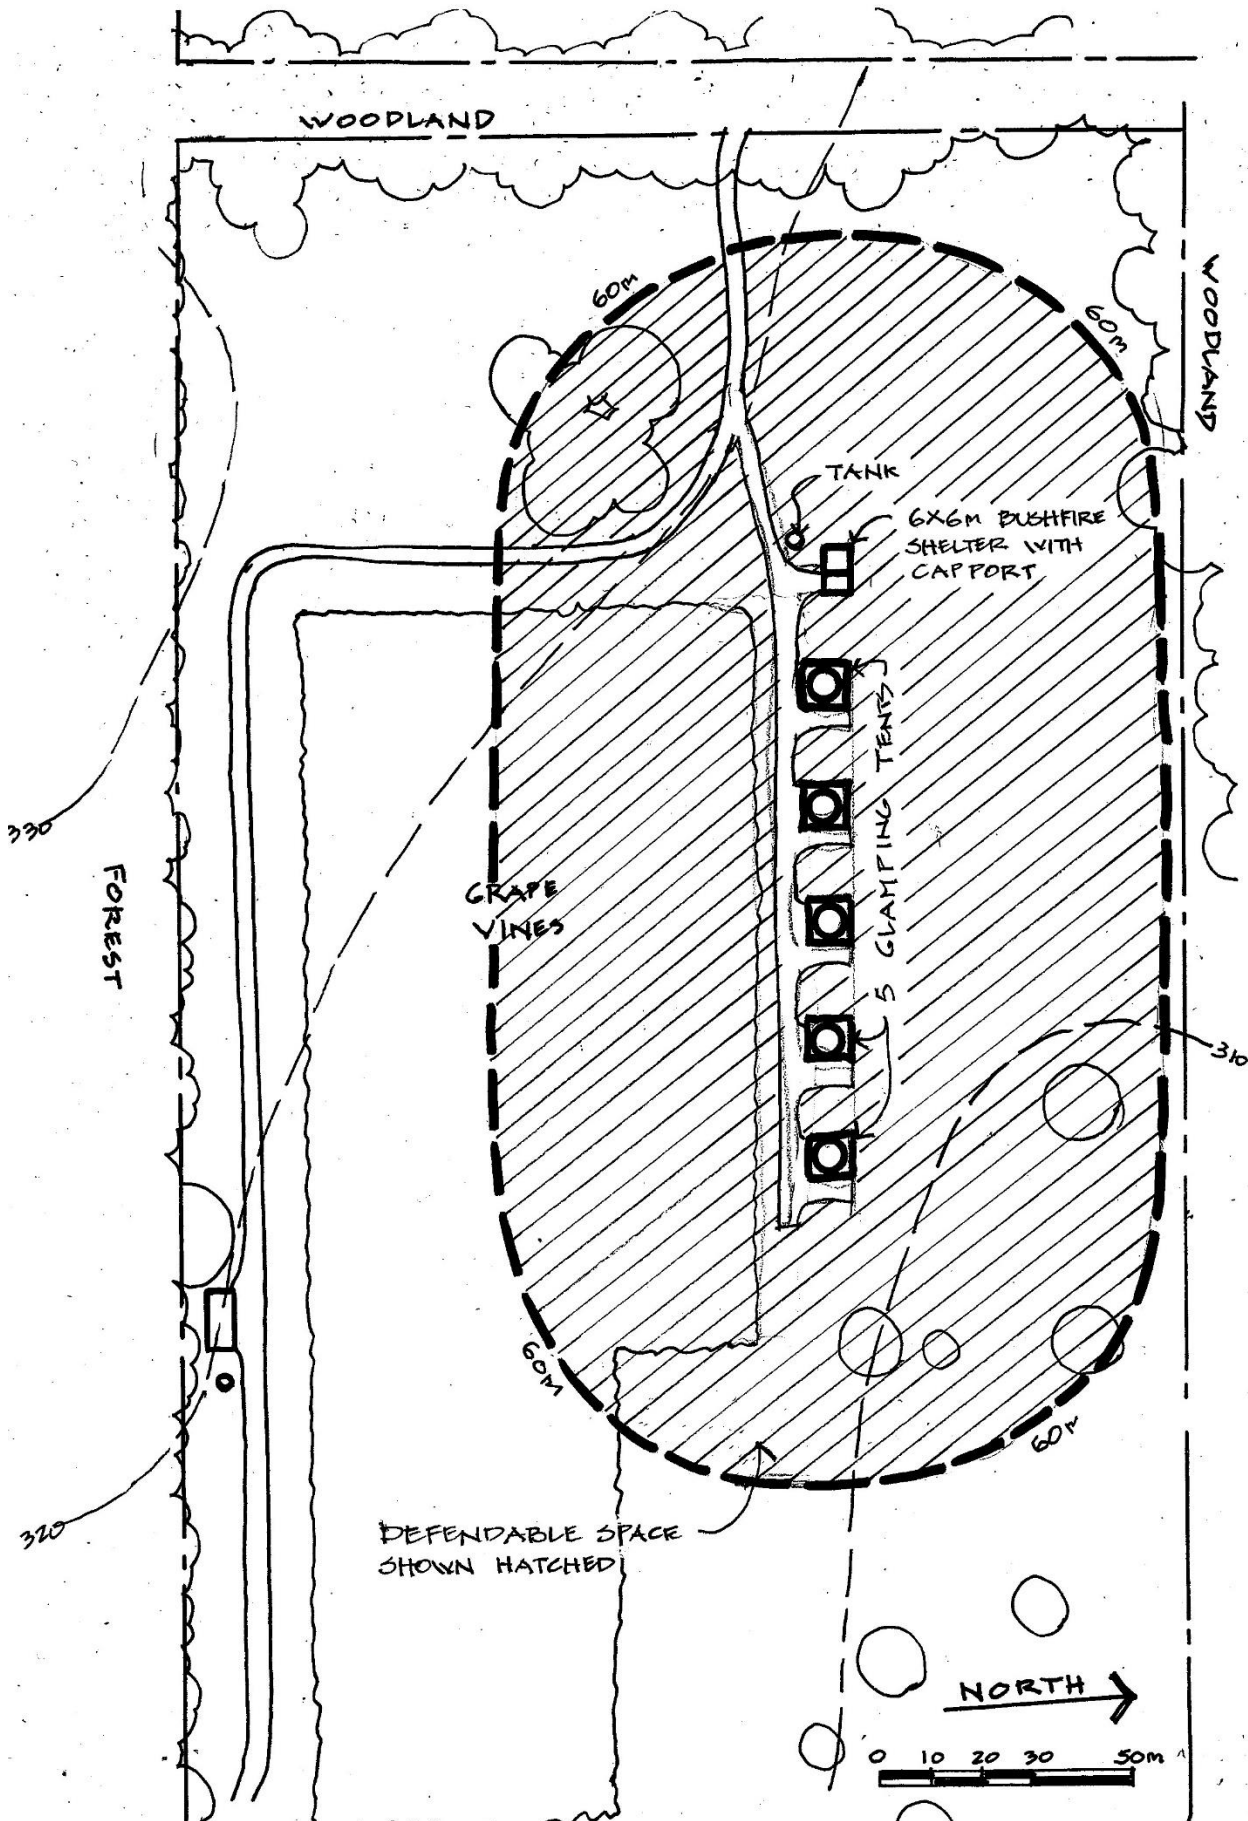 WOODLAND
60m
60m
WOODLAND
TANK
6X6M BUSHFIRE
SHELTER WITH
CAPPORT
5 GLAMPING TENTS
330
FOREST
GRAPE
VINES
310
60m
60m
320
DEFENDABLE SPACE
SHOWN HATCHED
NORTH
0 10 20 30 50m